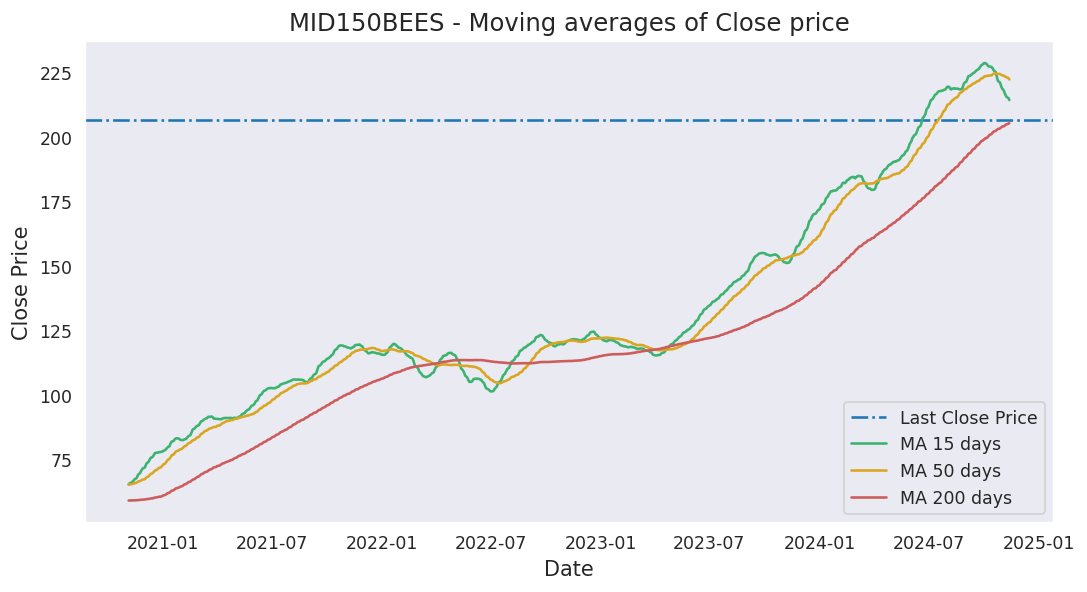 MID150BEES - Moving averages of Close price
Close Price
225
200
175
150
125
100
75
Last Close Price
MA 15 days
MA 50 days
MA 200 days
2021-01 2021-07 2022-01 2022-07 2023-01 2023-07 2024-01 2024-07 2025-01
Date